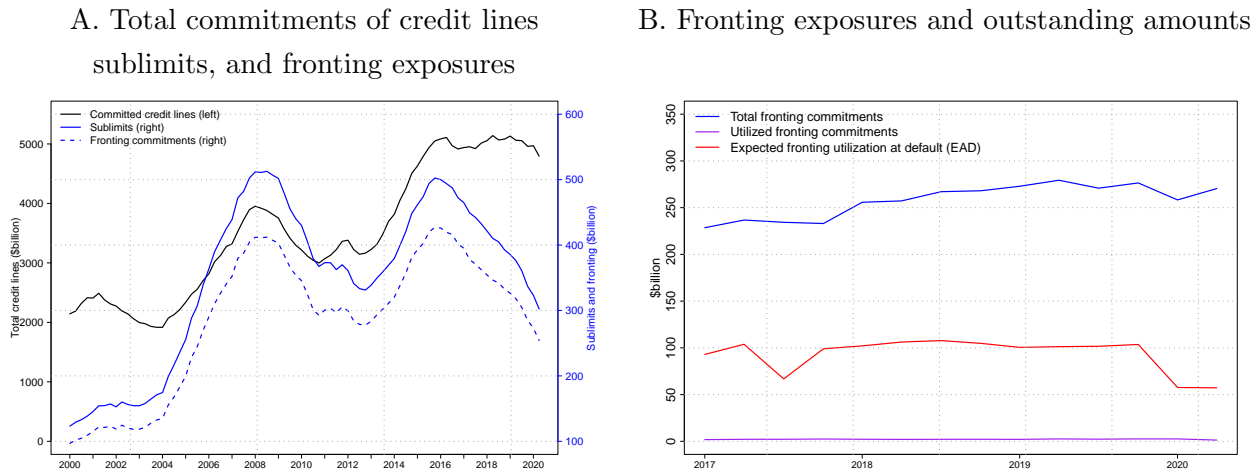 A. Total commitments of credit lines
sublimits, and fronting exposures
B. Fronting exposures and outstanding amounts
Committed credit lines (left)
Sublimits (right)
Fronting commitments (right)
Total credit lines ($billion)
0
1000
2000
3000
4000
5000
Sublimits and fronting ($billion)
100
200
300
400
500
600
2000 2002 2004 2006 2008 2010 2012 2014 2016 2018 2020
Total fronting commitments
Utilized fronting commitments
Expected fronting utilization at default (EAD)
$billion
0
50
100
150
200
250
300
350
2017 2018 2019 2020